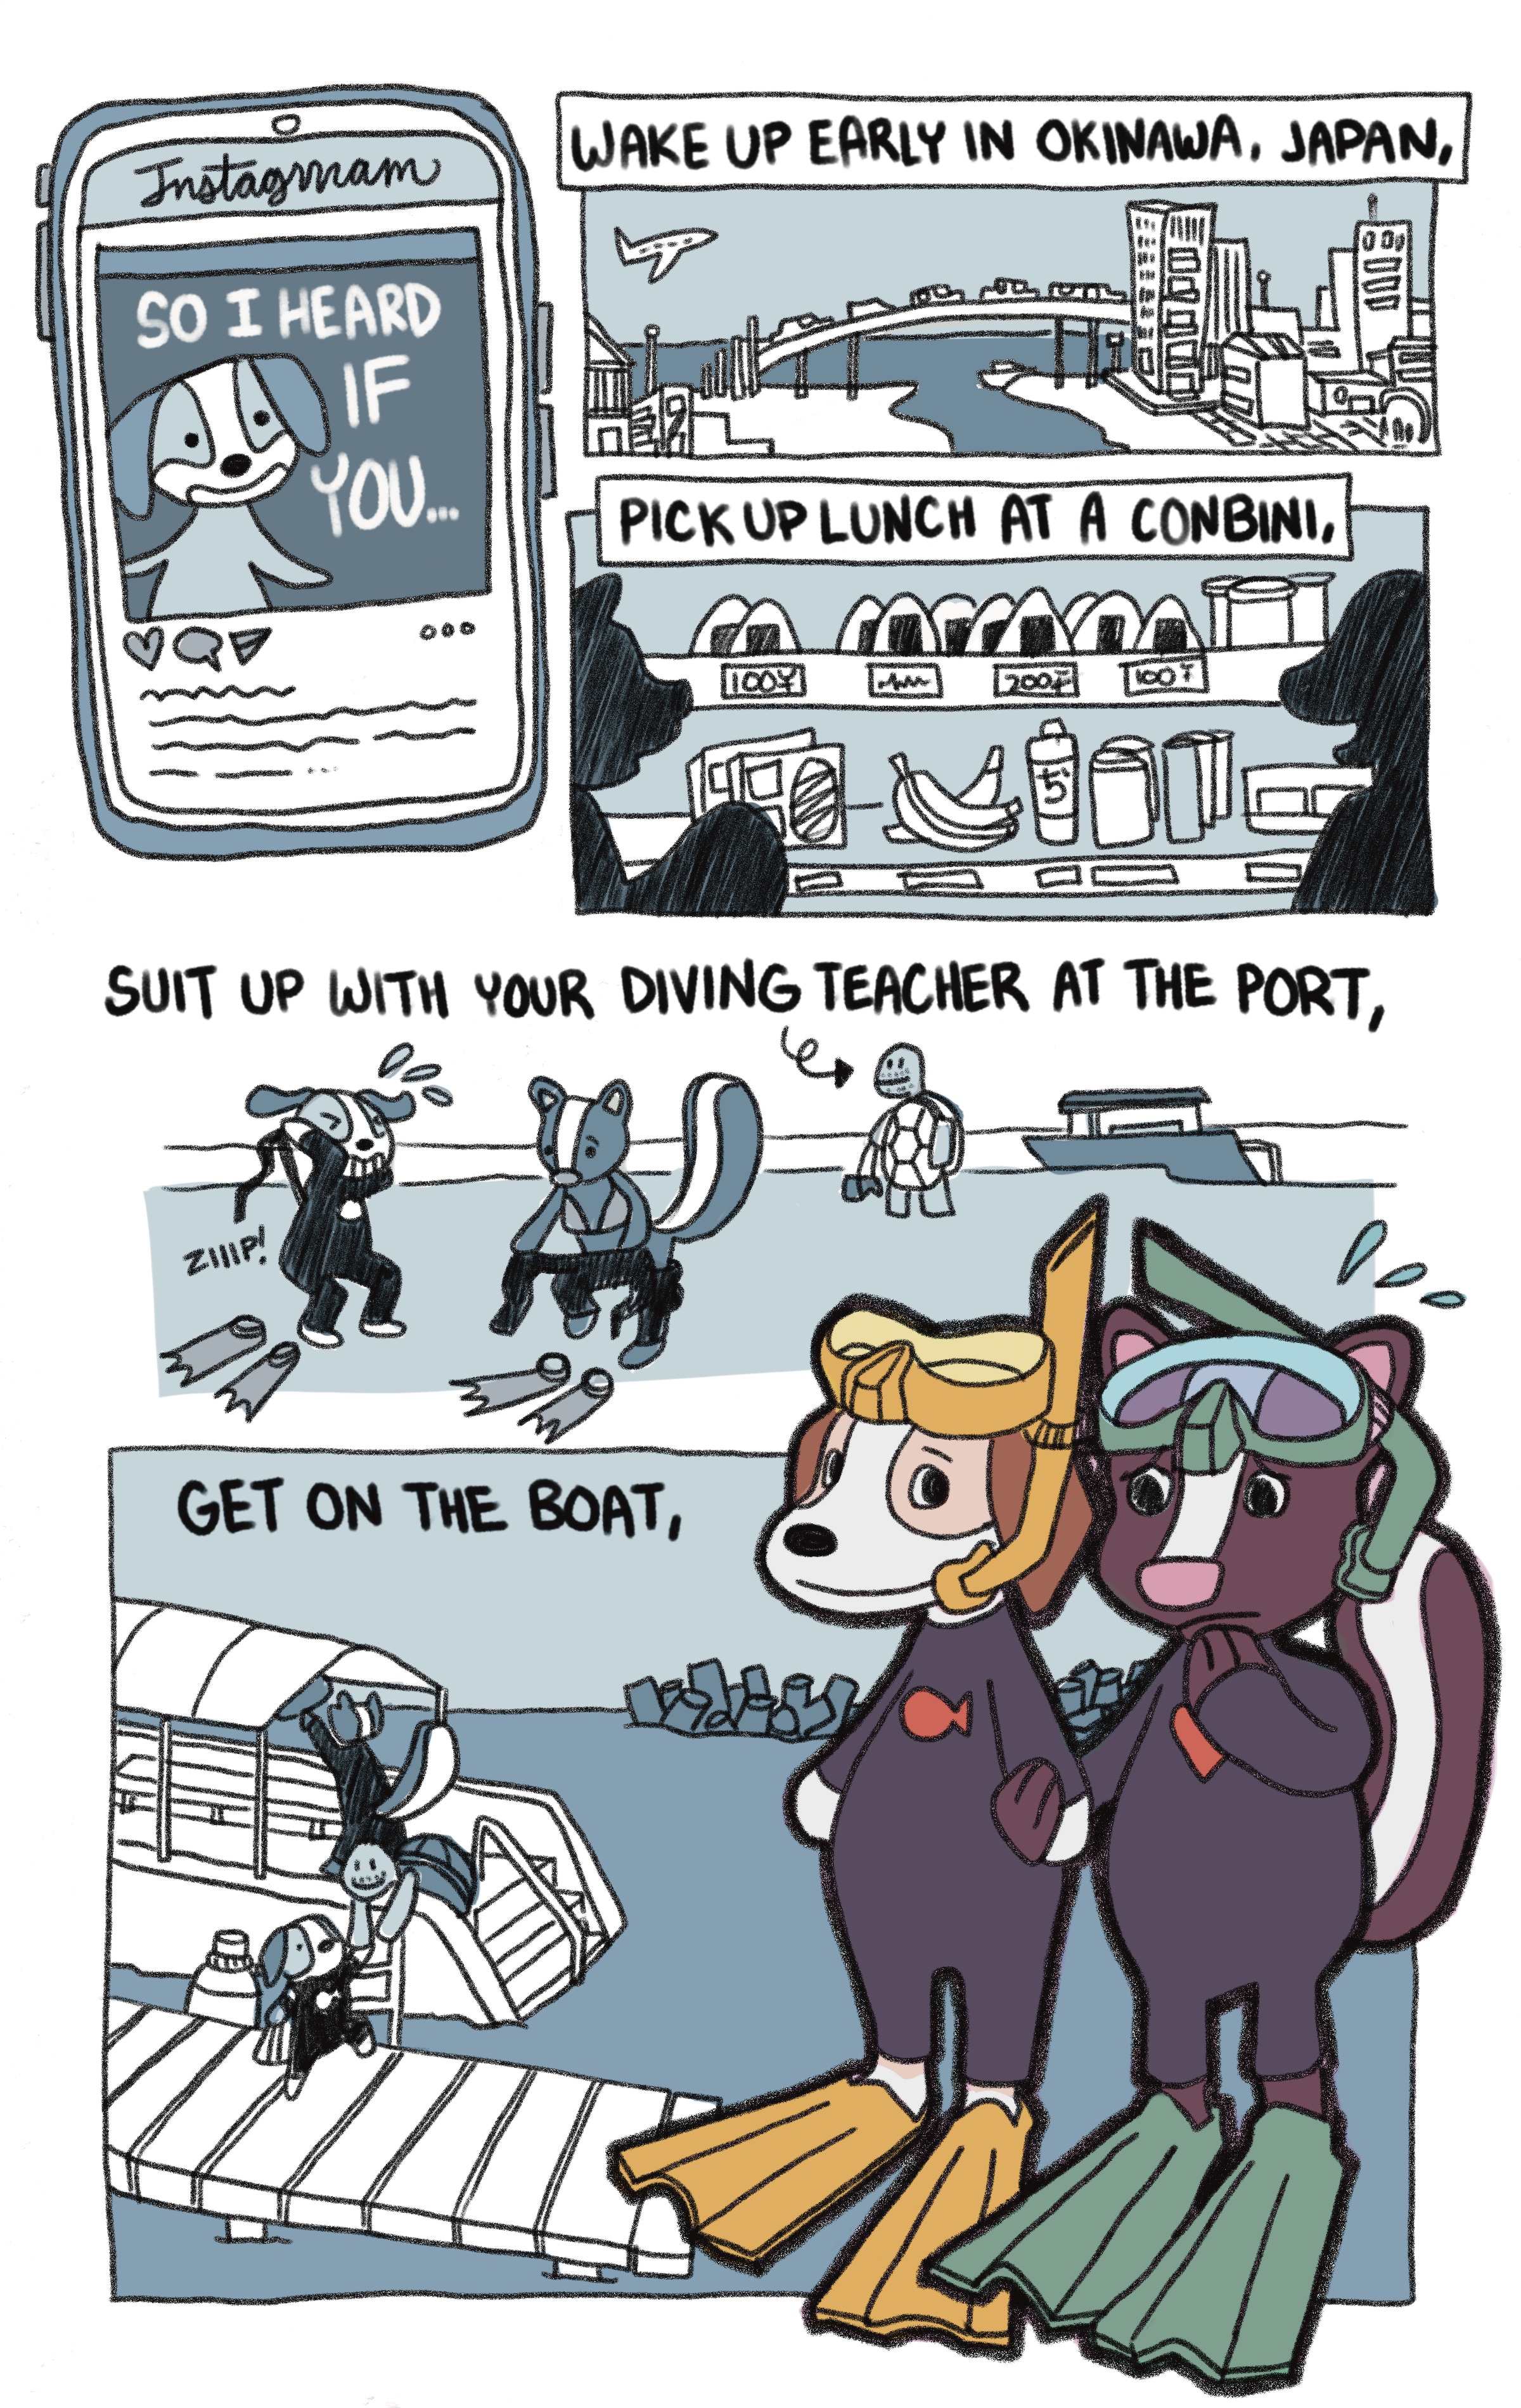 Instagmam
SO I HEARD
IF
YOU...
WAKE UP EARLY IN OKINAWA, JAPAN,
PICK UP LUNCH AT A CONBINI,
100¥
200¥
100¥
ち
SUIT UP WITH YOUR DIVING TEACHER AT THE PORT,
ZIIIP!
GET ON THE BOAT,